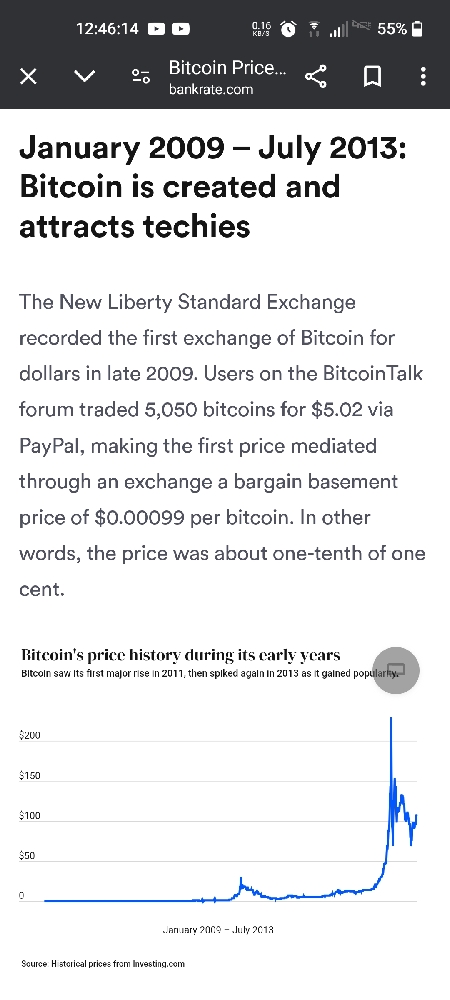 12:46:14
0.16 KB/S
55%
Bitcoin Price...
bankrate.com
January 2009 – July 2013:
Bitcoin is created and
attracts techies
The New Liberty Standard Exchange
recorded the first exchange of Bitcoin for
dollars in late 2009. Users on the BitcoinTalk
forum traded 5,050 bitcoins for $5.02 via
PayPal, making the first price mediated
through an exchange a bargain basement
price of $0.00099 per bitcoin. In other
words, the price was about one-tenth of one
cent.
Bitcoin's price history during its early years
Bitcoin saw its first major rise in 2011, then spiked again in 2013 as it gained popularity.
$200
$150
$100
$50
0
January 2009 – July 2013
Source: Historical prices from Investing.com